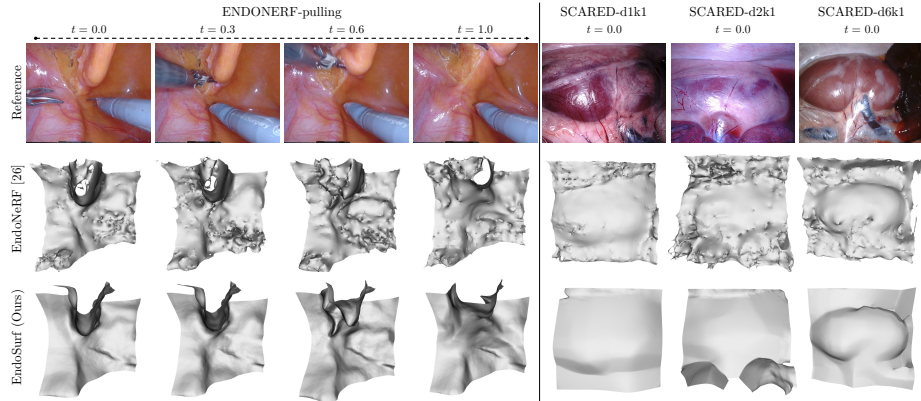 ENDONERF-pulling
SCARED-d1k1 SCARED-d2k1 SCARED-d6k1
t = 0.0 t = 0.3 t = 0.6 t = 1.0 t = 0.0 t = 0.0 t = 0.0
Reference
EndoNeRF [26]
EndoSurf (Ours)